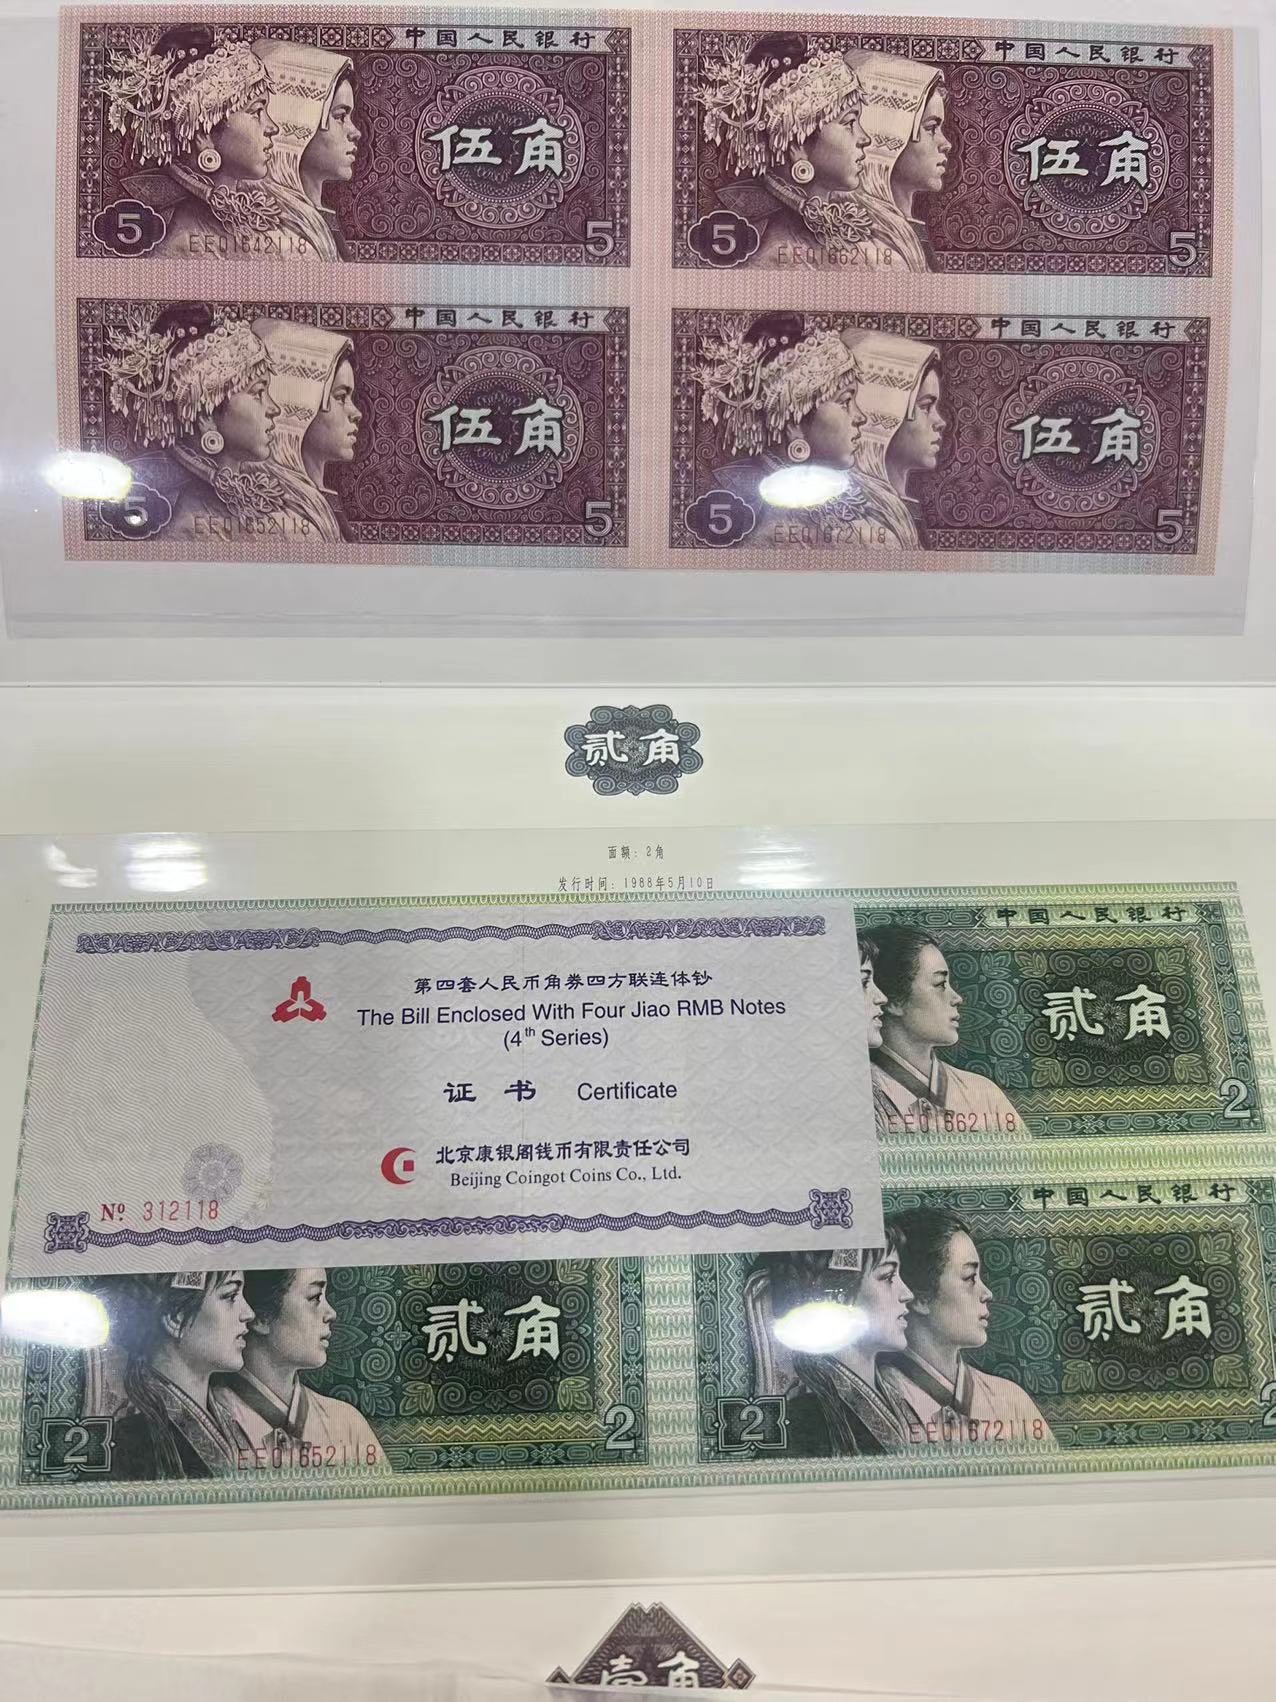 中国人民银行
伍角
5
EE01642118
5
中国人民银行
伍角
5
EE01662118
5
中国人民银行
伍角
5
EE01652118
5
中国人民银行
伍角
5
EE01672118
5
贰角
面额：2角
发行时间：1988年5月10日
第四套人民币角券四方联连体钞
The Bill Enclosed With Four Jiao RMB Notes
(4th Series)
证书 Certificate
北京康银阁钱币有限责任公司
Beijing Coingot Coins Co., Ltd.
Nº 312118
中国人民银行
贰角
2
EE01662118
贰角
2
EE01652118
2
中国人民银行
贰角
2
EE01672118
2
壹角